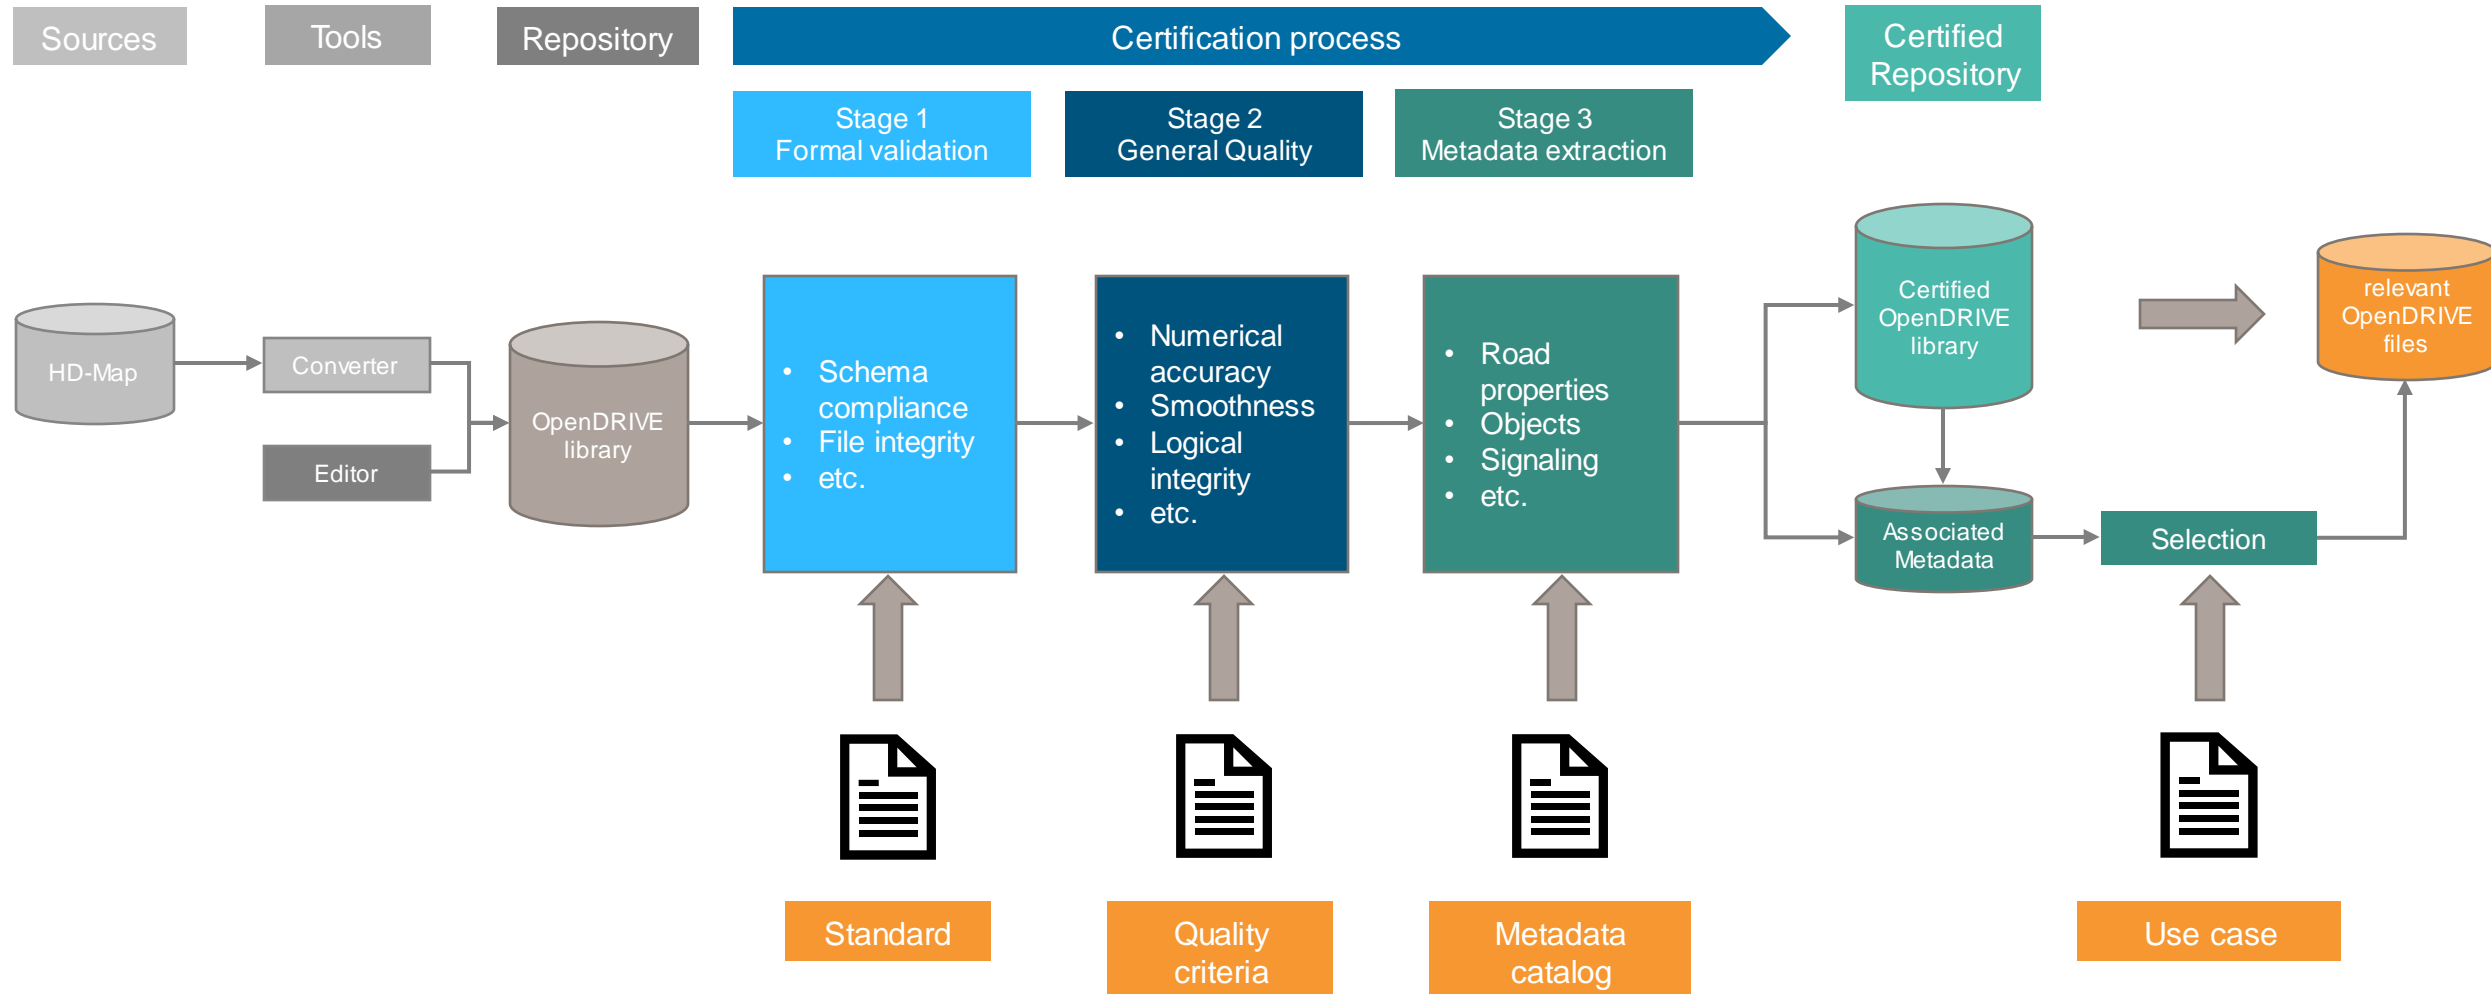 Sources
Tools
Repository
Certification process
Certified
Repository
Stage 1
Formal validation
Stage 2
General Quality
Stage 3
Metadata extraction
HD-Map
Converter
Editor
OpenDRIVE
library
• Schema
compliance
• File integrity
• etc.
• Numerical
accuracy
• Smoothness
• Logical
integrity
• etc.
• Road
properties
• Objects
• Signaling
• etc.
Certified
OpenDRIVE
library
Associated
Metadata
Selection
relevant
OpenDRIVE
files
Standard
Quality
criteria
Metadata
catalog
Use case